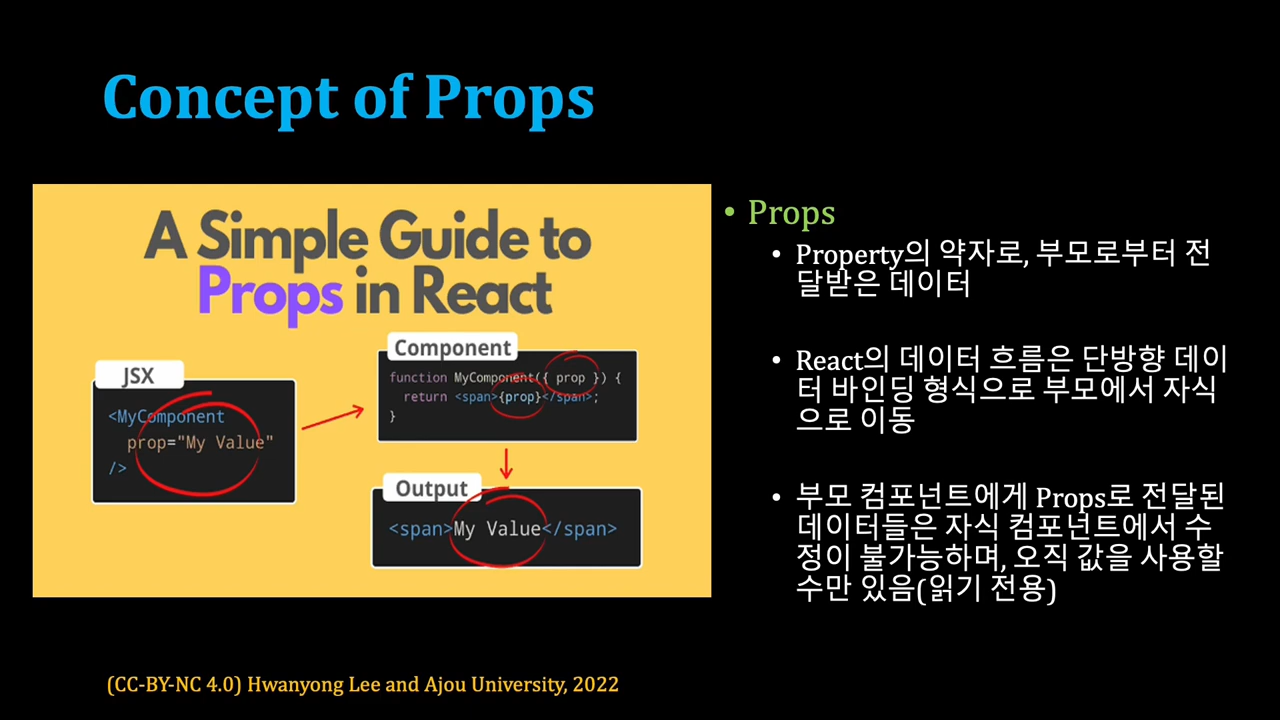 Concept of Props
A Simple Guide to
Props in React
JSX
<MyComponent
prop="My Value"
/>
Component
function MyComponent({ prop }) {
return <span>{prop}</span>;
}
Output
<span>My Value</span>
• Props
• Property의 약자로, 부모로부터 전
달받은 데이터
• React의 데이터 흐름은 단방향 데이
터 바인딩 형식으로 부모에서 자식
으로 이동
• 부모 컴포넌트에게 Props로 전달된
데이터들은 자식 컴포넌트에서 수
정이 불가능하며, 오직 값을 사용할
수만 있음(읽기 전용)
(CC-BY-NC 4.0) Hwanyong Lee and Ajou University, 2022